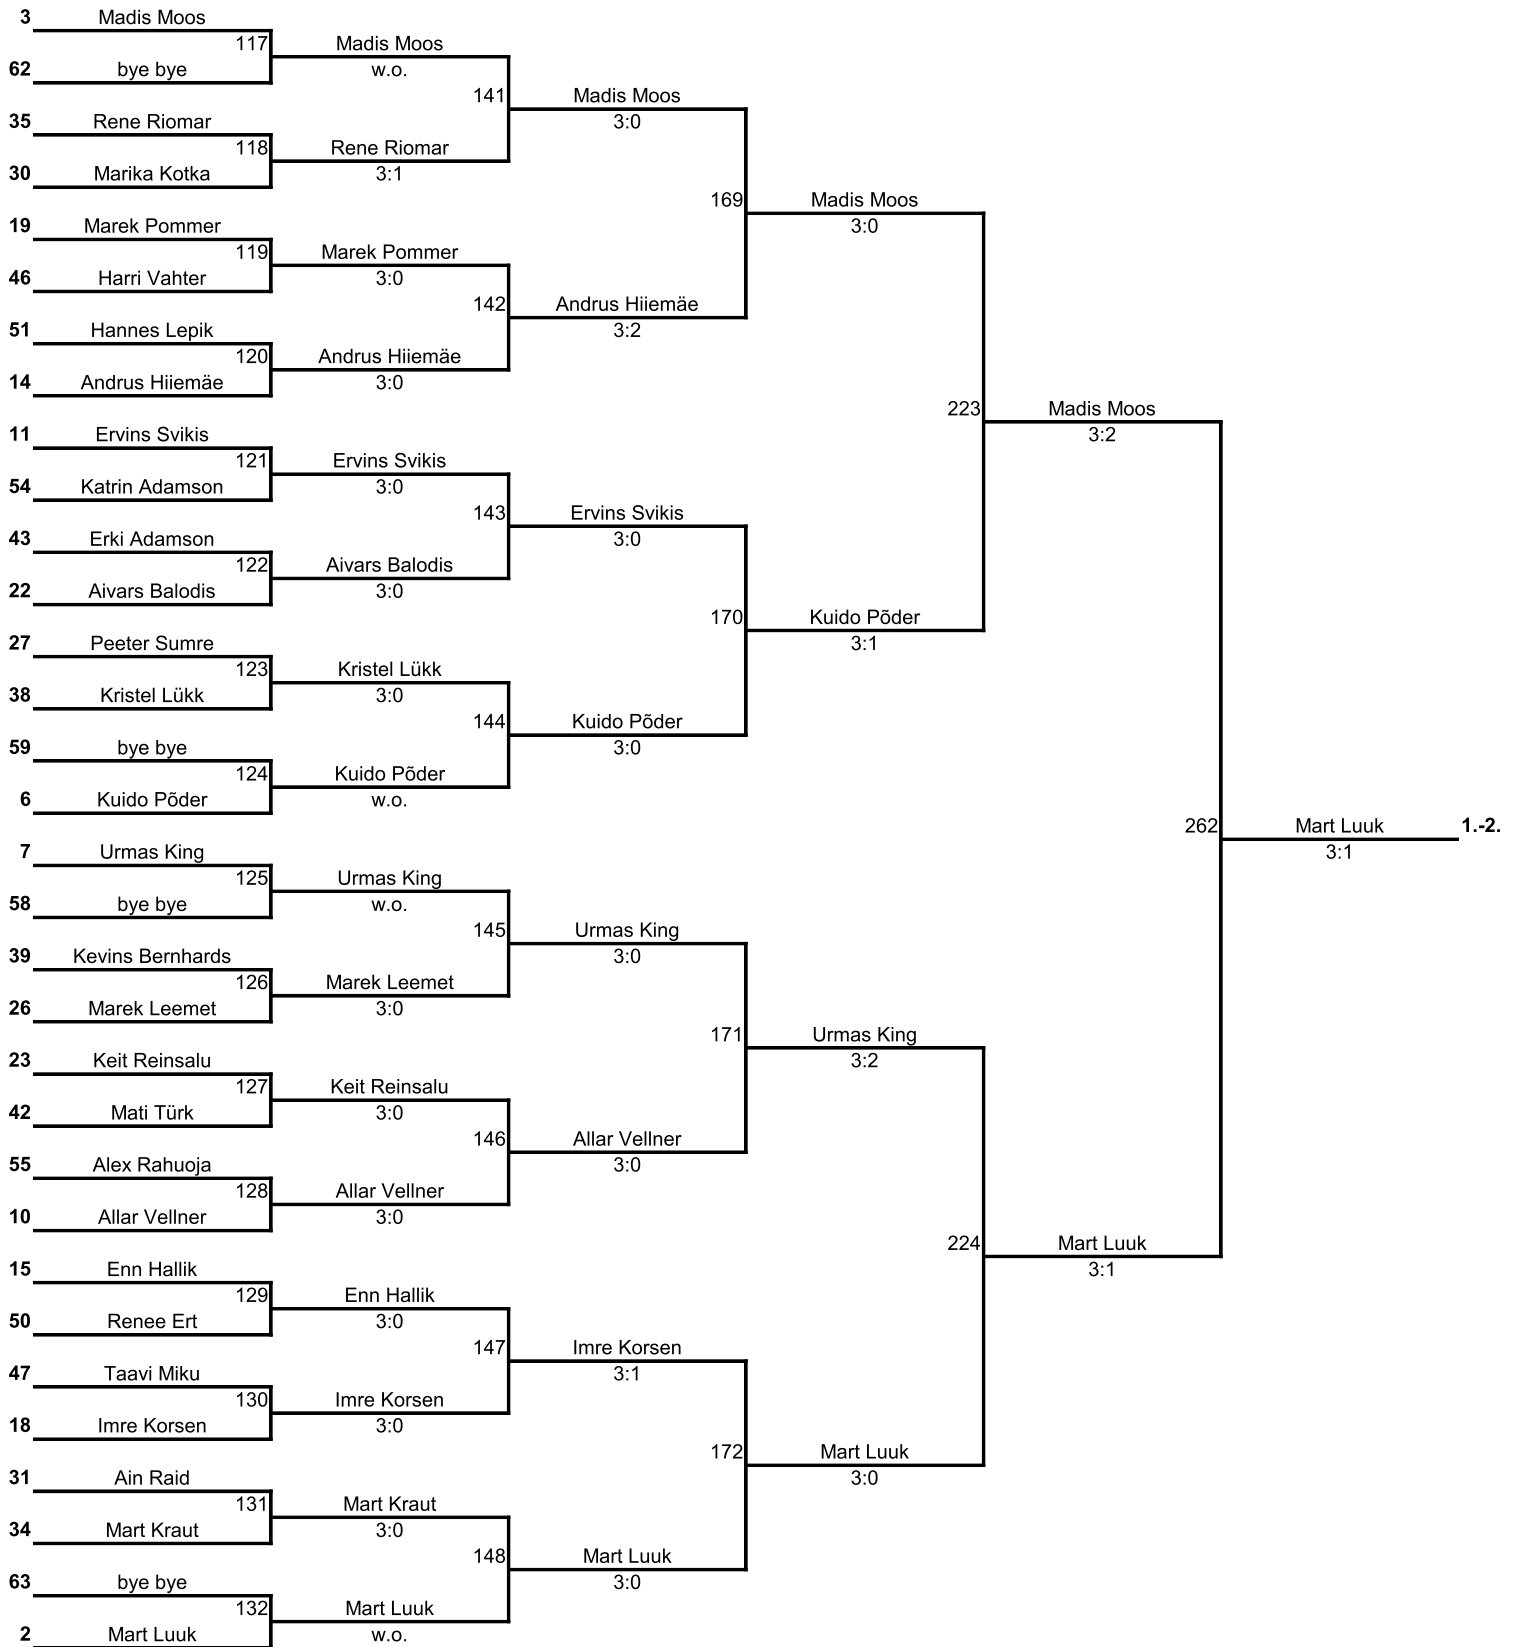 3 Madis Moos
117 Madis Moos
62 bye bye w.o.
141 Madis Moos
35 Rene Riomar 3:0
118 Rene Riomar
30 Marika Kotka 3:1
169 Madis Moos
19 Marek Pommer 3:0
119 Marek Pommer
46 Harri Vahter 3:0
142 Andrus Hiiemäe
51 Hannes Lepik 3:2
120 Andrus Hiiemäe
14 Andrus Hiiemäe 3:0
223 Madis Moos
11 Ervins Svikis 3:2
121 Ervins Svikis
54 Katrin Adamson 3:0
143 Ervins Svikis
43 Erki Adamson 3:0
122 Aivars Balodis
22 Aivars Balodis 3:0
170 Kuido Põder
27 Peeter Sumre 3:1
123 Kristel Lükk
38 Kristel Lükk 3:0
144 Kuido Põder
59 bye bye 3:0
124 Kuido Põder
6 Kuido Põder w.o.
262 Mart Luuk 1.-2.
7 Urmas King 3:1
125 Urmas King
58 bye bye w.o.
145 Urmas King
39 Kevins Bernhards 3:0
126 Marek Leemet
26 Marek Leemet 3:0
171 Urmas King
23 Keit Reinsalu 3:2
127 Keit Reinsalu
42 Mati Türk 3:0
146 Allar Vellner
55 Alex Rahuoja 3:0
128 Allar Vellner
10 Allar Vellner 3:0
224 Mart Luuk
15 Enn Hallik 3:1
129 Enn Hallik
50 Renee Ert 3:0
147 Imre Korsen
47 Taavi Miku 3:1
130 Imre Korsen
18 Imre Korsen 3:0
172 Mart Luuk
31 Ain Raid 3:0
131 Mart Kraut
34 Mart Kraut 3:0
148 Mart Luuk
63 bye bye 3:0
132 Mart Luuk
2 Mart Luuk w.o.